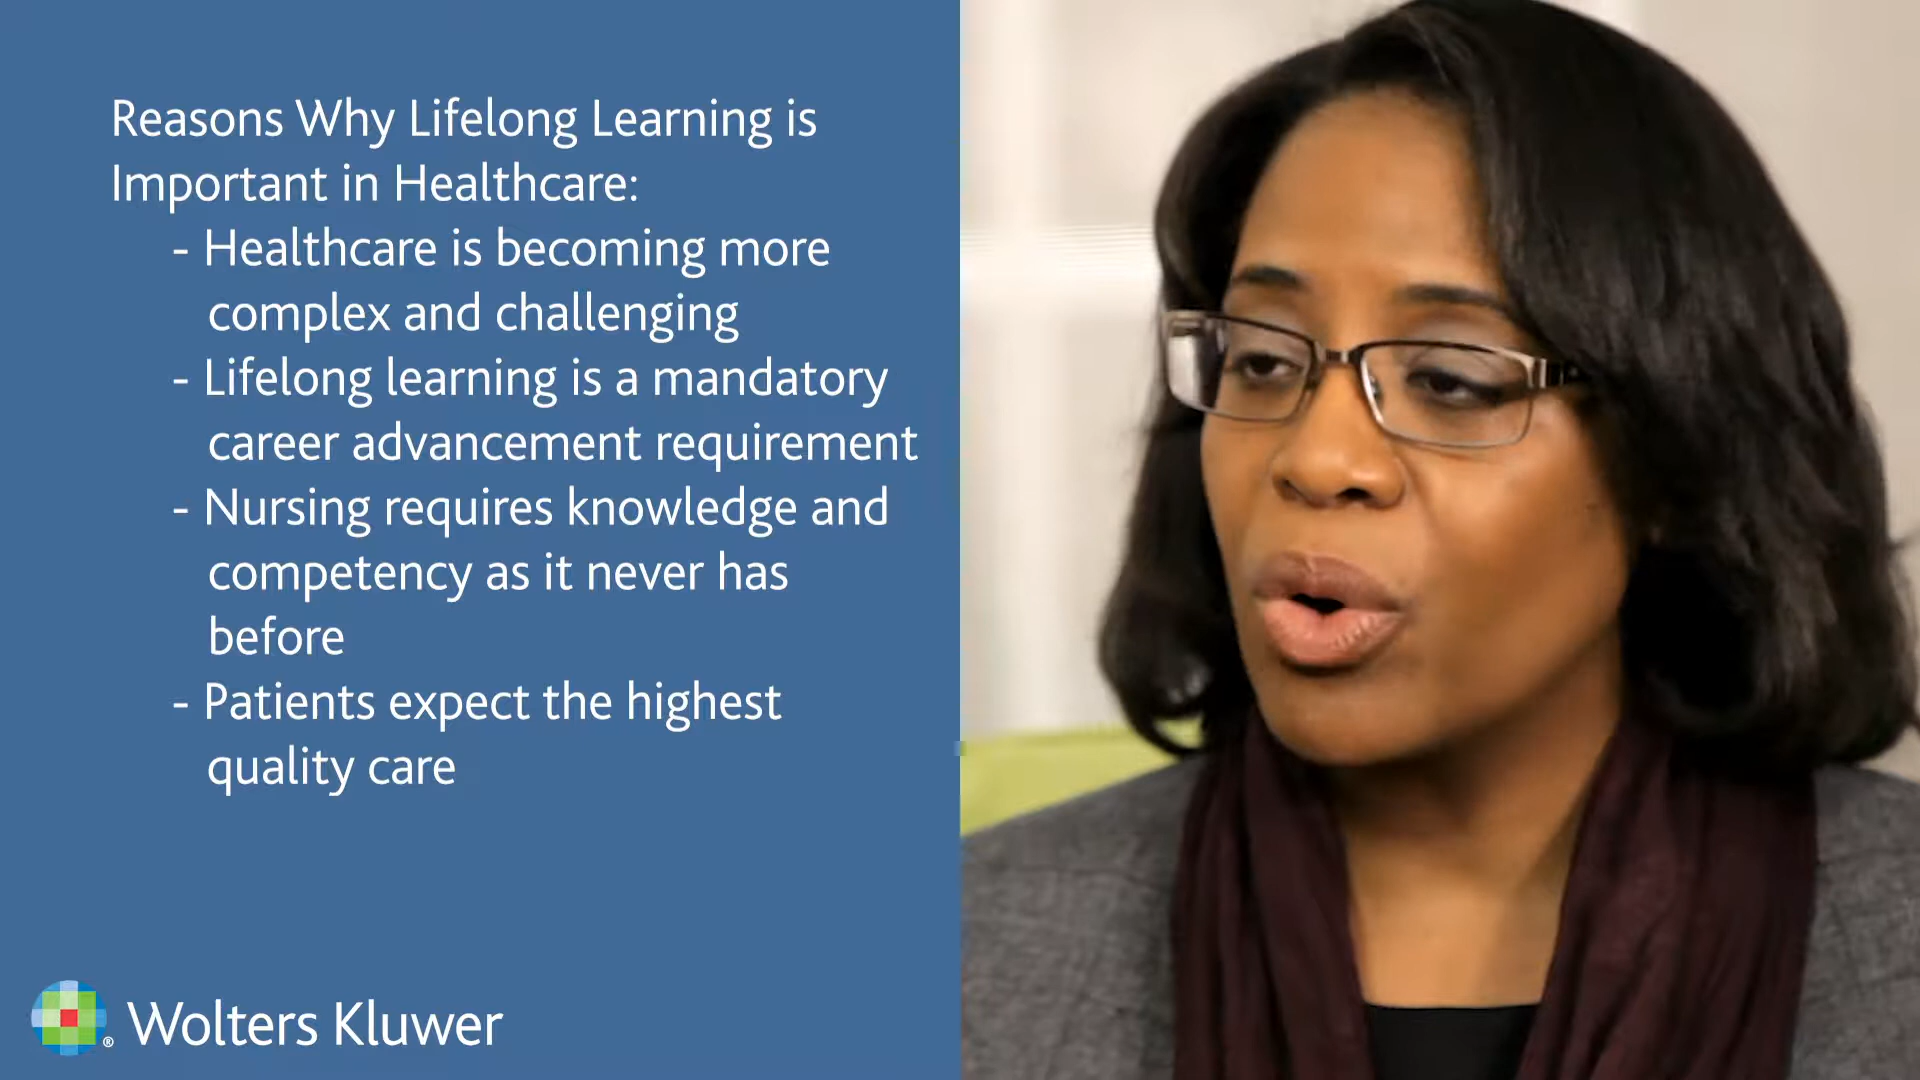 Reasons Why Lifelong Learning is
Important in Healthcare:
- Healthcare is becoming more
complex and challenging
- Lifelong learning is a mandatory
career advancement requirement
- Nursing requires knowledge and
competency as it never has
before
- Patients expect the highest
quality care
® Wolters Kluwer